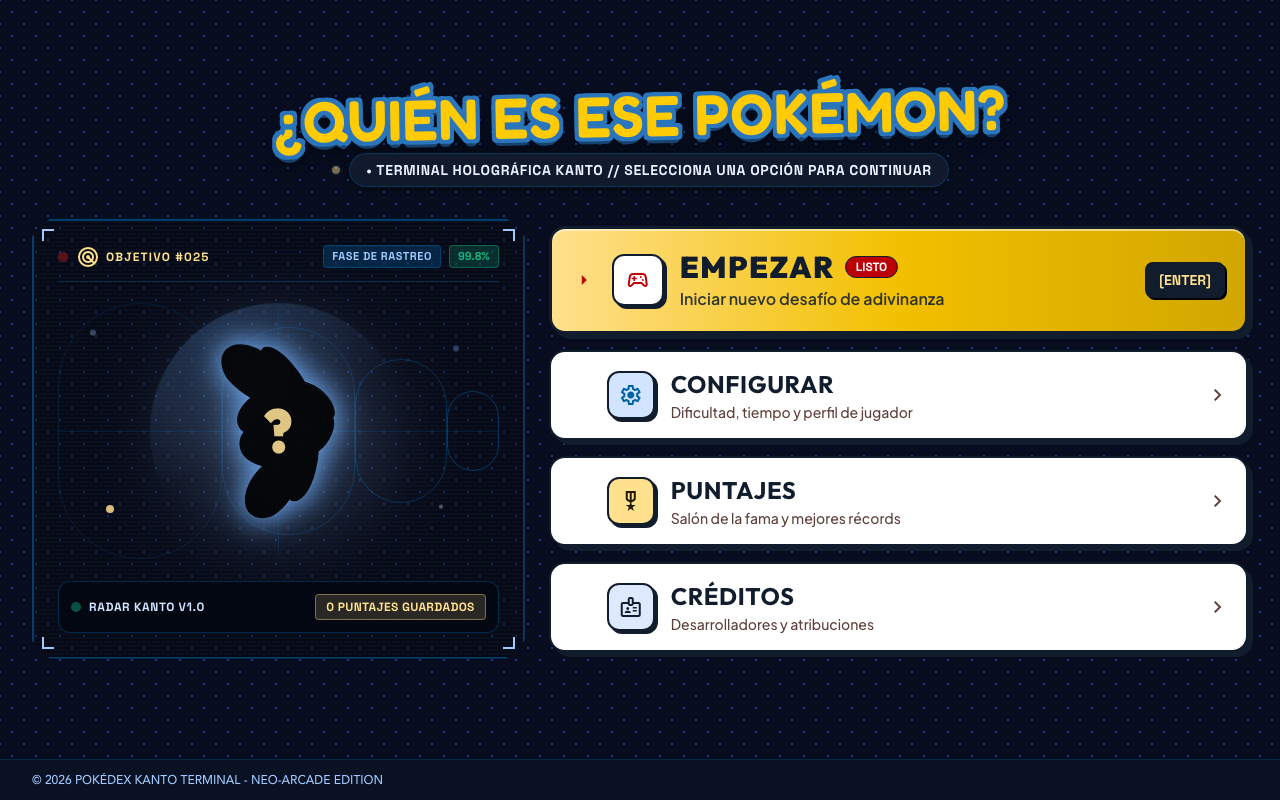 ¿QUIÉN ES ESE POKÉMON?
• TERMINAL HOLOGRÁFICA KANTO // SELECCIONA UNA OPCIÓN PARA CONTINUAR
OBJETIVO #025
FASE DE RASTREO
99.8%
?
RADAR KANTO V1.0
0 PUNTAJES GUARDADOS
EMPEZAR
LISTO
Iniciar nuevo desafío de adivinanza
[ENTER]
CONFIGURAR
Dificultad, tiempo y perfil de jugador
PUNTAJES
Salón de la fama y mejores récords
CRÉDITOS
Desarrolladores y atribuciones
© 2026 POKÉDEX KANTO TERMINAL - NEO-ARCADE EDITION